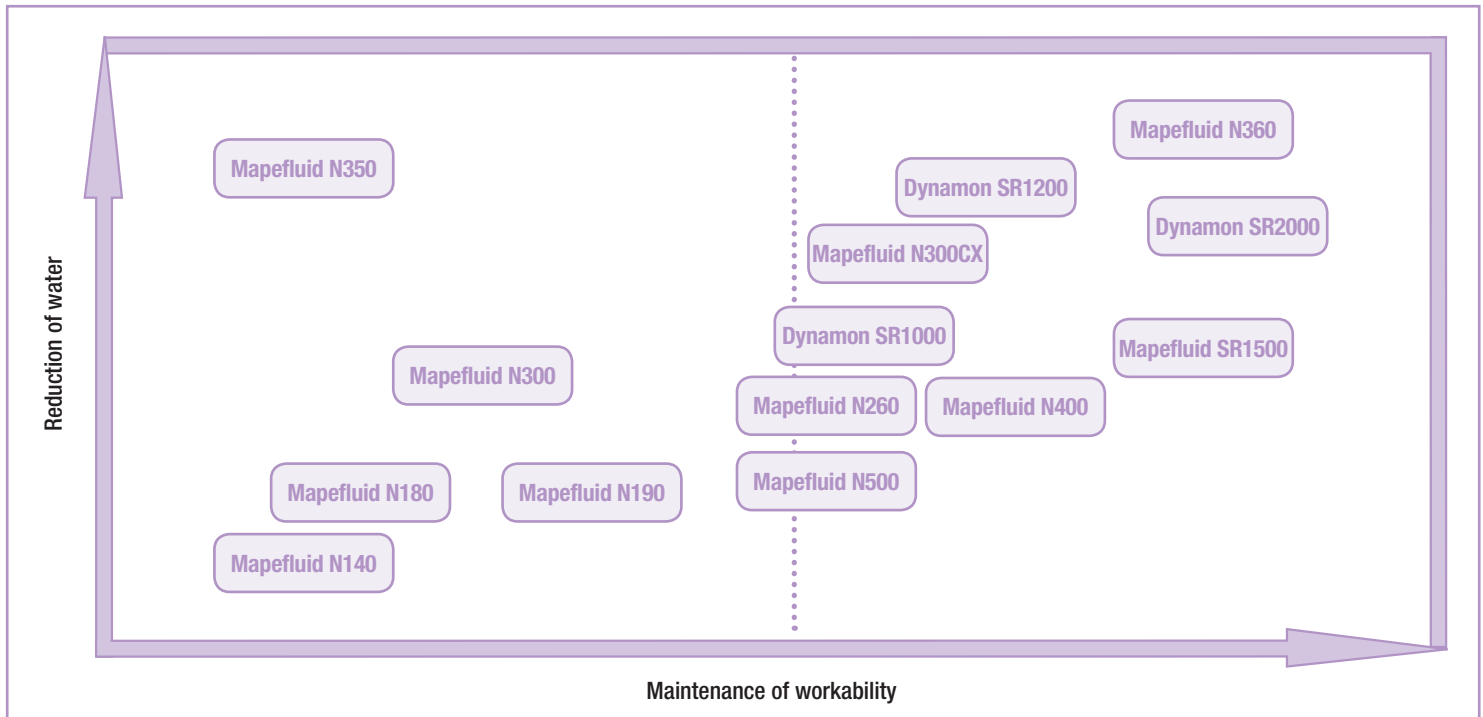 Mapefluid N360
Mapefluid N350
Dynamon SR1200
Dynamon SR2000
Mapefluid N300CX
Dynamon SR1000
Mapefluid SR1500
Mapefluid N300
Mapefluid N260
Mapefluid N400
Mapefluid N500
Mapefluid N180
Mapefluid N190
Mapefluid N140
Reduction of water
Maintenance of workability